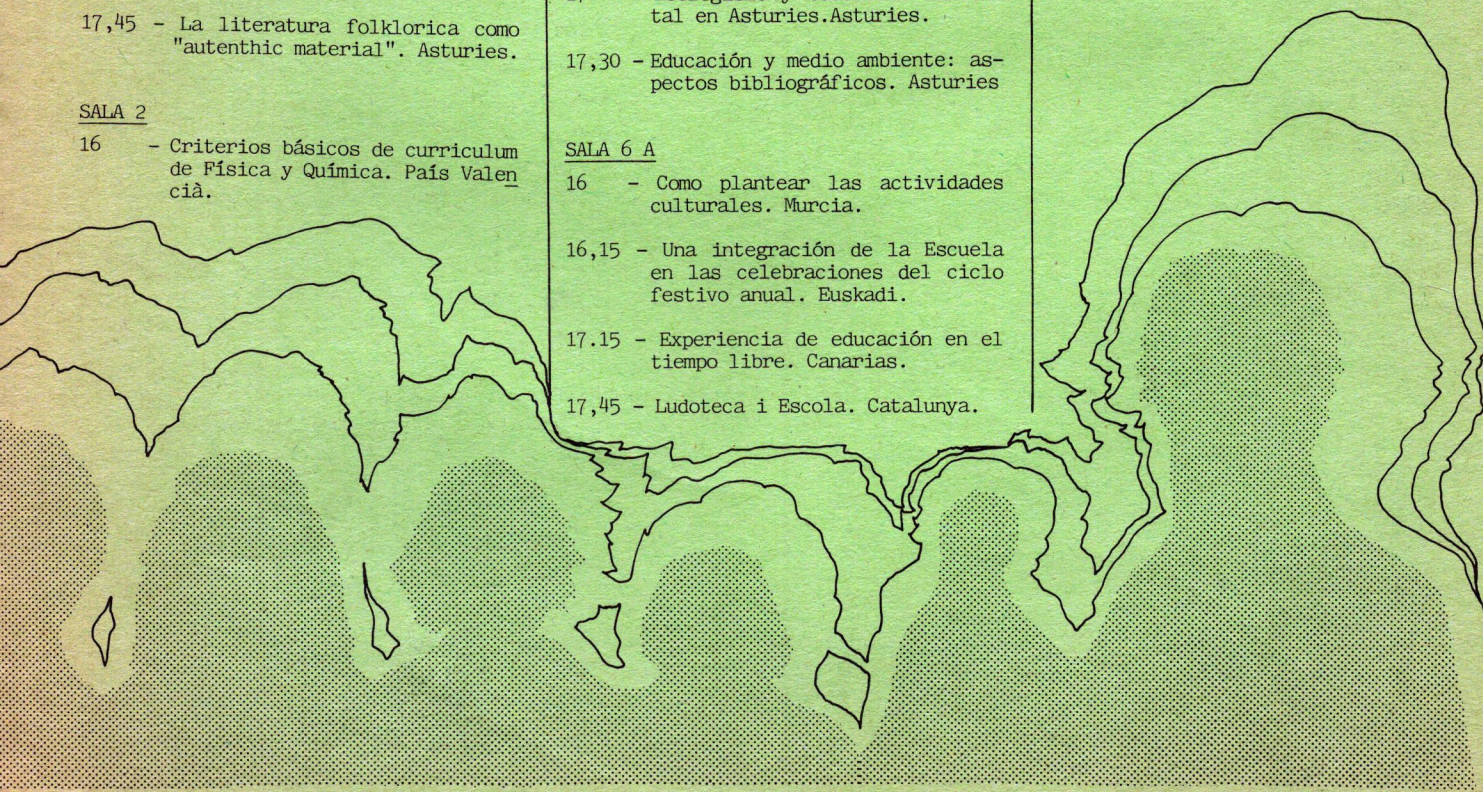 17,45 - La literatura folklorica como
"autenthic material". Asturies.
SALA 2
16 - Criterios básicos de curriculum
de Física y Química. País Valen
cià.
tal en Asturies.Asturies.
17,30 - Educación y medio ambiente: as-
pectos bibliográficos. Asturies
SALA 6 A
16 - Como plantear las actividades
culturales. Murcia.
16,15 - Una integración de la Escuela
en las celebraciones del ciclo
festivo anual. Euskadi.
17.15 - Experiencia de educación en el
tiempo libre. Canarias.
17,45 - Ludoteca i Escola. Catalunya.